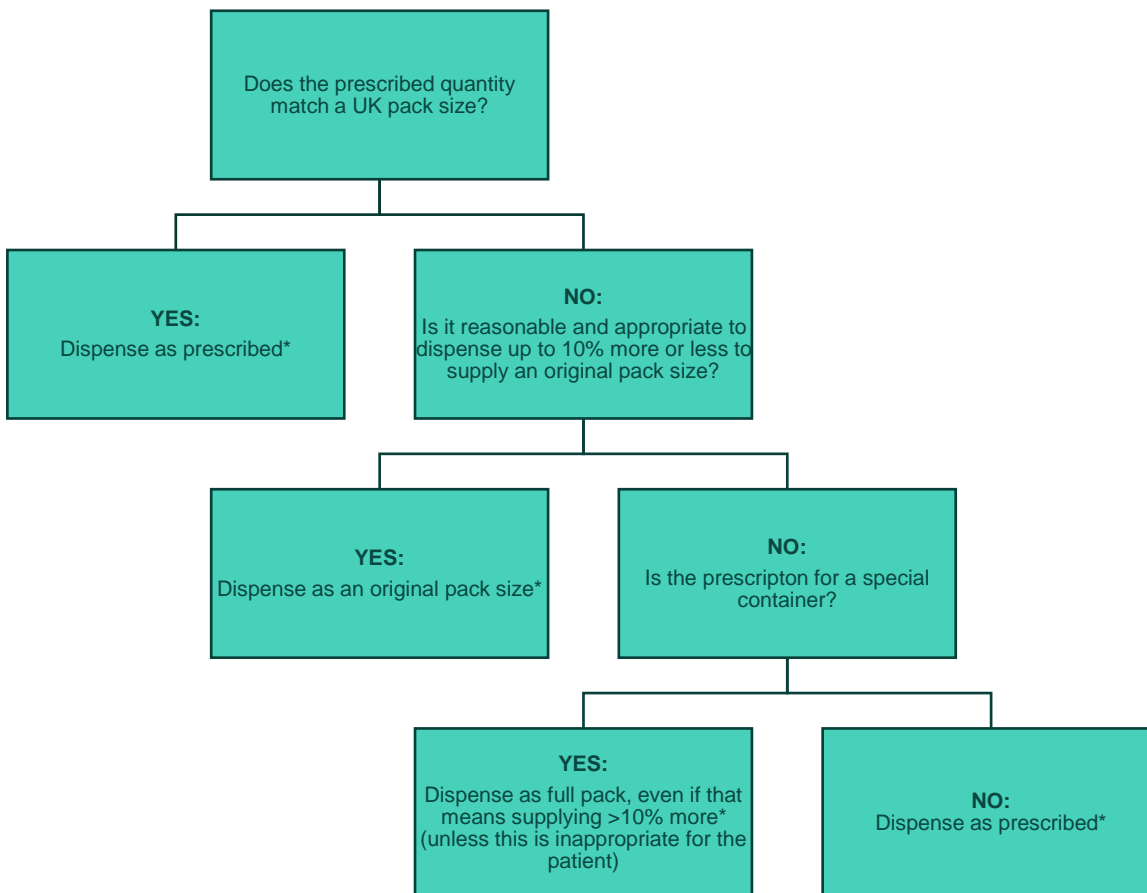 Does the prescribed quantity
match a UK pack size?
YES:
Dispense as prescribed*
NO:
Is it reasonable and appropriate to
dispense up to 10% more or less to
supply an original pack size?
YES:
Dispense as an original pack size*
NO:
Is the prescripton for a special
container?
YES:
Dispense as full pack, even if that
means supplying >10% more*
(unless this is inappropriate for the
patient)
NO:
Dispense as prescribed*